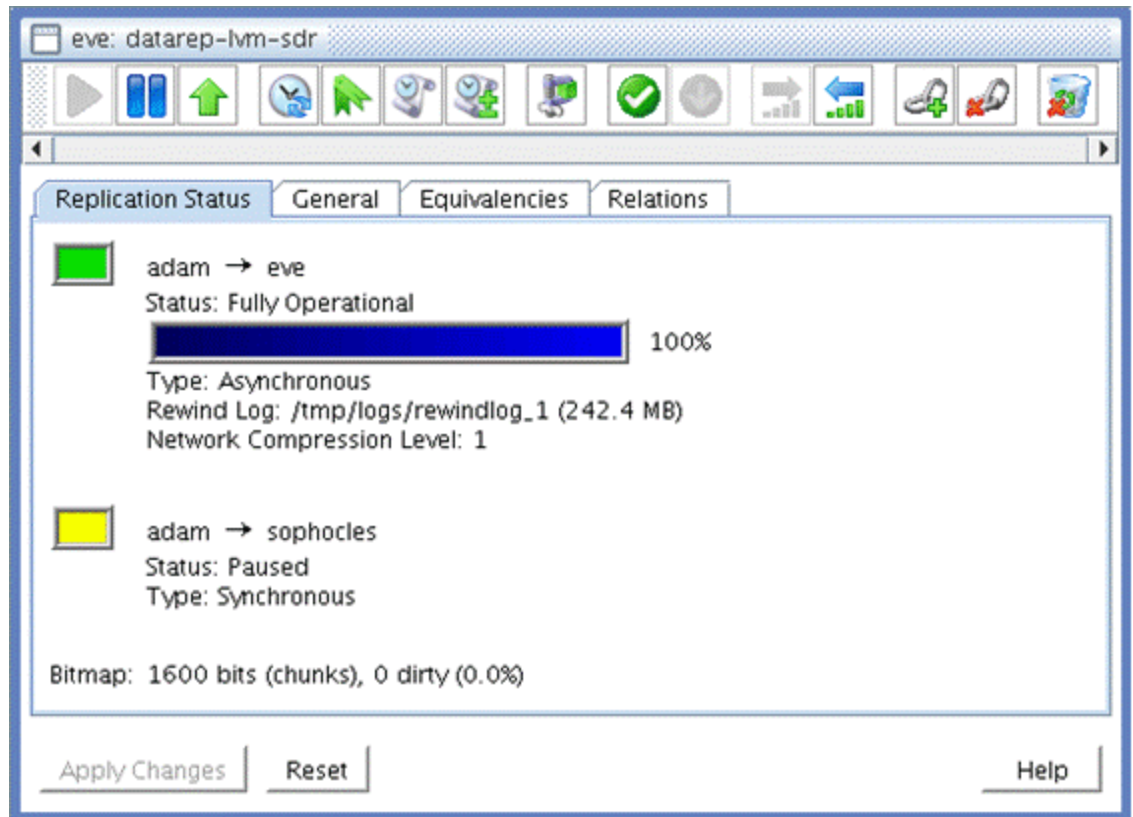 eve: datarep-lvm-sdr
Replication Status General Equivalencies Relations
adam → eve
Status: Fully Operational
100%
Type: Asynchronous
Rewind Log: /tmp/logs/rewindlog_1 (242.4 MB)
Network Compression Level: 1
adam → sophocles
Status: Paused
Type: Synchronous
Bitmap: 1600 bits (chunks), 0 dirty (0.0%)
Apply Changes Reset Help